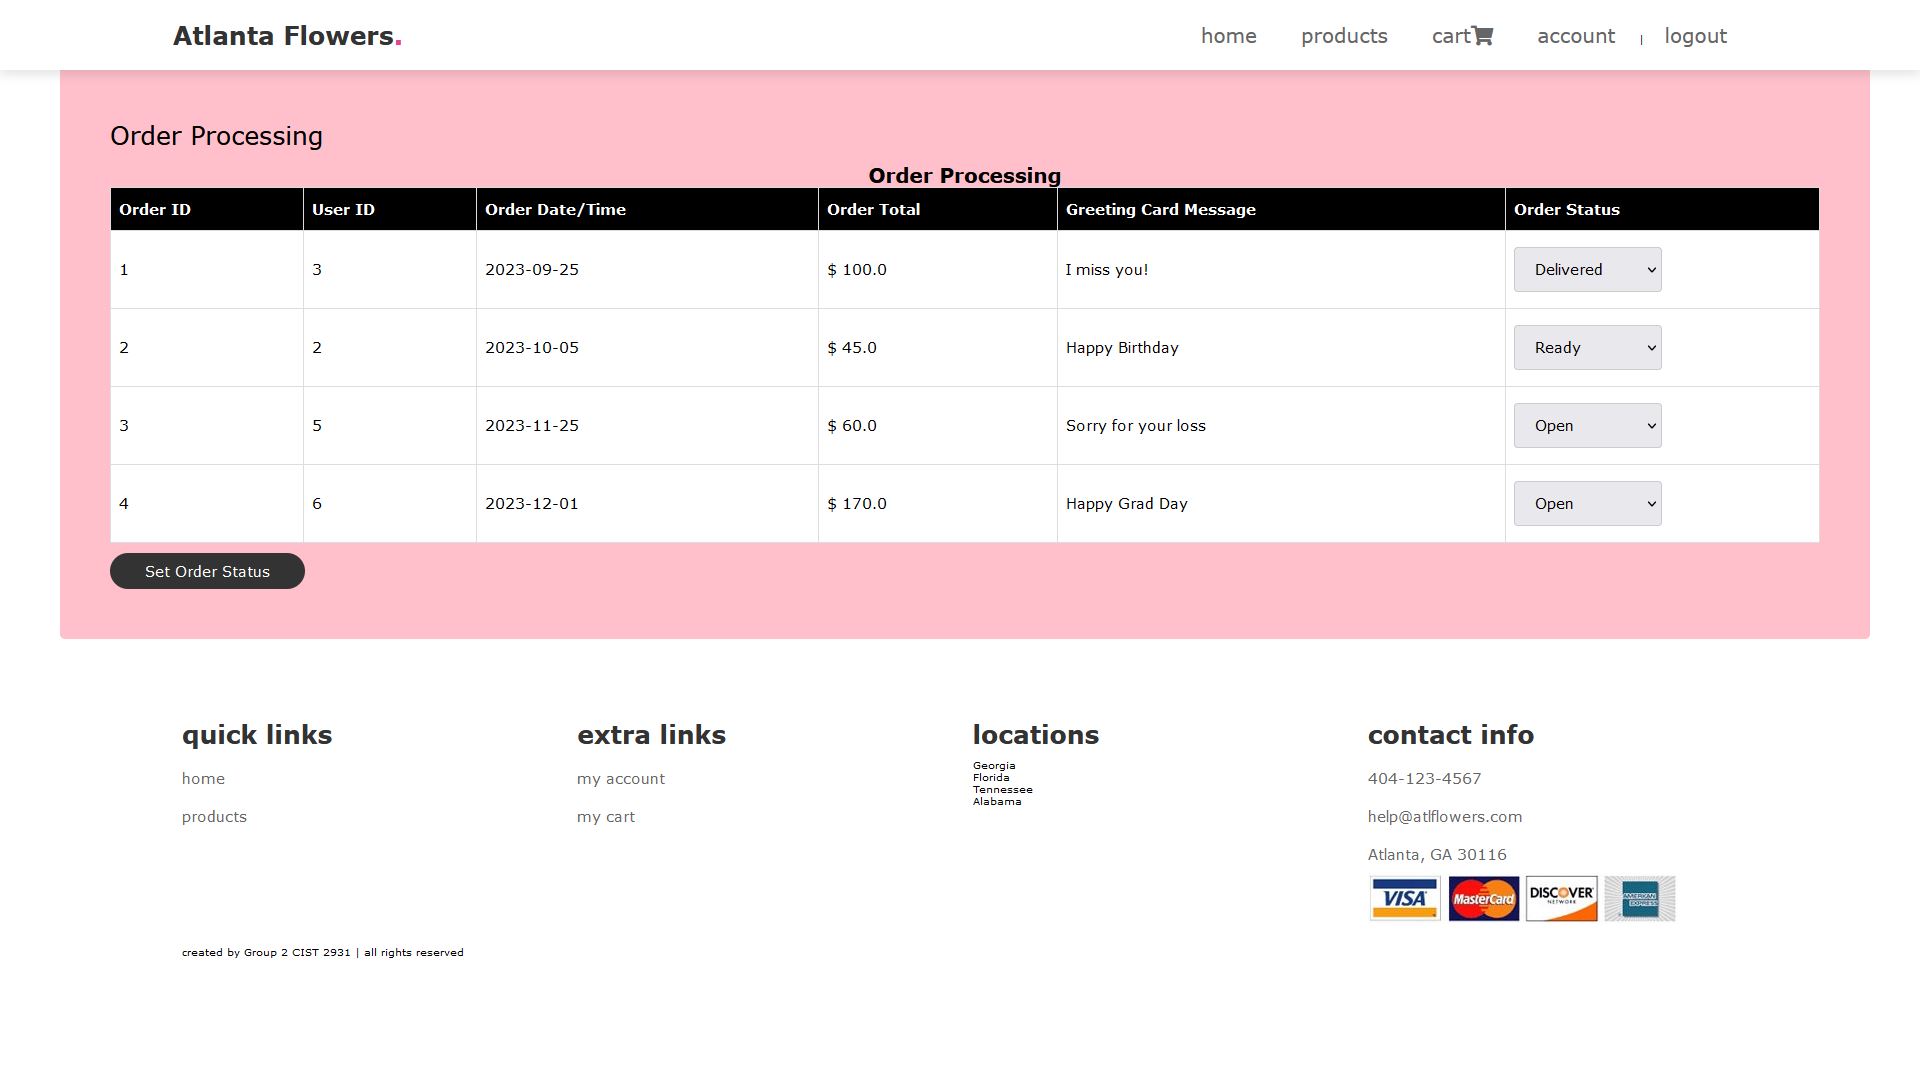 Atlanta Flowers.
home products cart account | logout
Order Processing
Order Processing
Order ID User ID Order Date/Time Order Total Greeting Card Message Order Status
1 3 2023-09-25 $ 100.0 I miss you! Delivered
2 2 2023-10-05 $ 45.0 Happy Birthday Ready
3 5 2023-11-25 $ 60.0 Sorry for your loss Open
4 6 2023-12-01 $ 170.0 Happy Grad Day Open
Set Order Status
quick links
home
products
extra links
my account
my cart
locations
Georgia
Florida
Tennessee
Alabama
contact info
404-123-4567
help@atlflowers.com
Atlanta, GA 30116
VISA MasterCard DISCOVER NETWORK AMERICAN EXPRESS
created by Group 2 CIST 2931 | all rights reserved